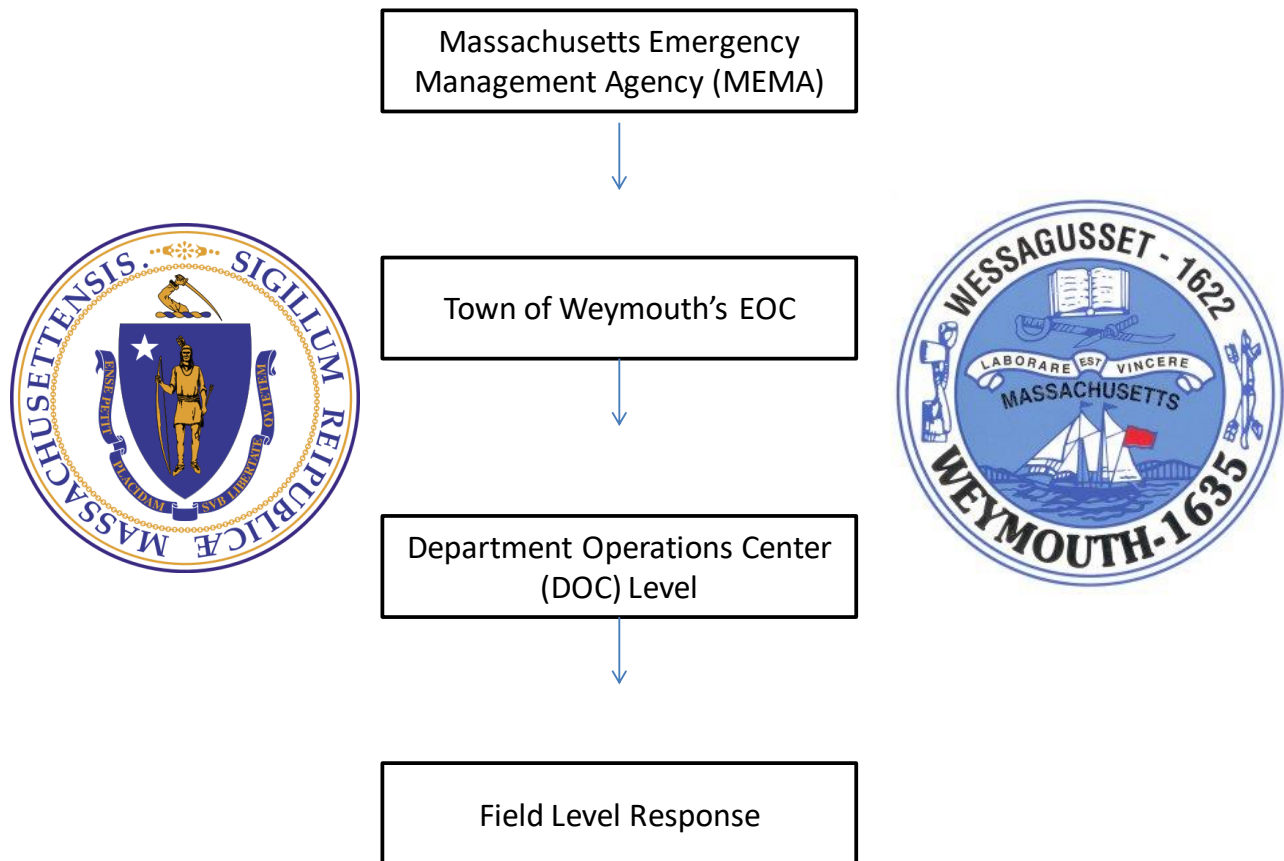 Massachusetts Emergency
Management Agency (MEMA)
Town of Weymouth’s EOC
Department Operations Center
(DOC) Level
Field Level Response
SIGILLUM REIPUBLICÆ MASSACHUSETTENSIS.
ENSE PETIT
PLACIDAM
SVB LIBERTATE
QVIETEM
WESSAGUSSET - 1622
LABORARE EST VINCERE
MASSACHUSETTS
WEYMOUTH-1635